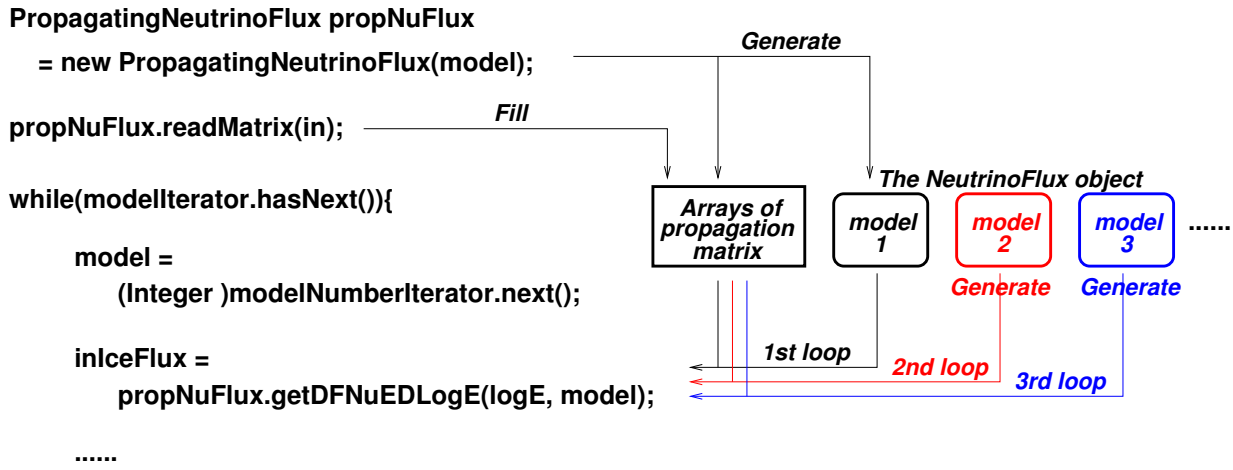 PropagatingNeutrinoFlux propNuFlux
= new PropagatingNeutrinoFlux(model);
Generate
propNuFlux.readMatrix(in);
Fill
while(modelIterator.hasNext()){
The NeutrinoFlux object
Arrays of
propagation
matrix
model
1
model
2
model
3
......
Generate
Generate
model =
(Integer )modelNumberIterator.next();
inIceFlux =
propNuFlux.getDFNuEDLogE(logE, model);
1st loop
2nd loop
3rd loop
......